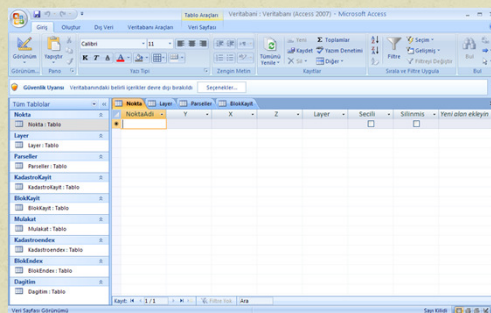 Tablo Araçları
Veritabanı : Veritabanı (Access 2007) - Microsoft Access
Giriş Oluştur Dış Veri Veritabanı Araçları Veri Sayfası
Calibri 11
Yeni Toplamlar
Kaydet Yazım Denetimi
Sil Diğer
Seçim
Gelişmiş
Filtreyi Değiştir
Görünüm Yapıştır Tümünü Yenile Filtre Bul
Görünüm... Pano Yazı Tipi Zengin Metin Kayıtlar Sırala ve Filtre Uygula Bul
Güvenlik Uyarısı Veritabanındaki belirli içerikler devre dışı bırakıldı Seçenekler...
Tüm Tablolar
Nokta Layer Parseller BlokKayit
NoktaAdi Y X Z Layer Secili Silinmis Yeni alan ekleyin
Nokta
Nokta : Tablo
Layer
Layer : Tablo
Parseller
Parseller : Tablo
KadastroKayit
KadastroKayit : Tablo
BlokKayit
BlokKayit : Tablo
Mulakat
Mulakat : Tablo
Kadastroendex
Kadastroendex : Tablo
BlokEndex
BlokEndex : Tablo
Dagitim
Dagitim : Tablo
Kayıt: 1 / 1 Filtre Yok Ara
Veri Sayfası Görünümü Sayı Kilidi